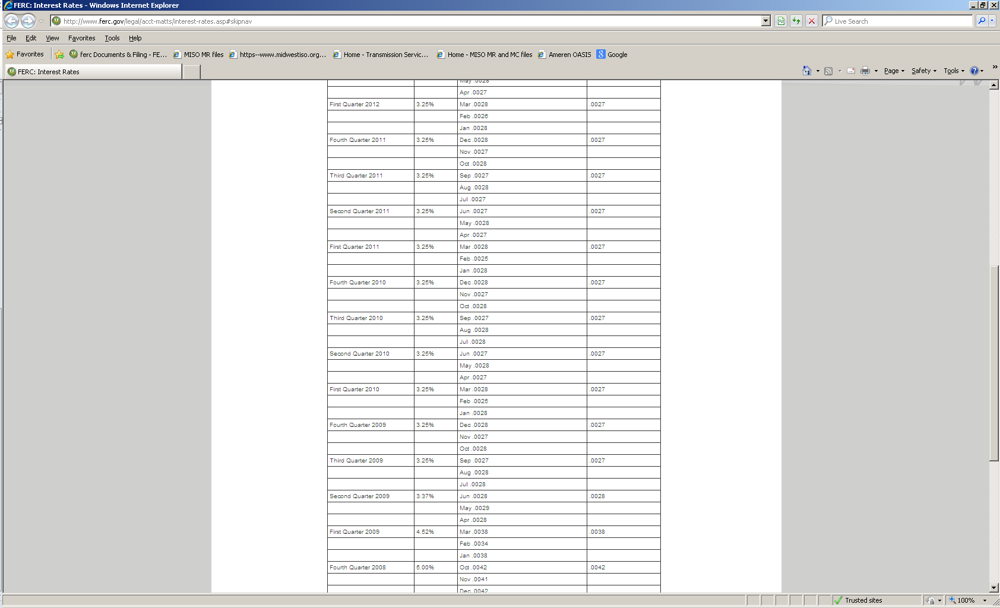 FERC: Interest Rates - Windows Internet Explorer
http://www.ferc.gov/legal/acct-matts/interest-rates.asp#skipnav
Live Search
File Edit View Favorites Tools Help
Favorites ferc Documents & Filing - FE... MISO MR files https--www.midwestiso.org... Home - Transmission Servic... Home - MISO MR and MC files Ameren OASIS Google
FERC: Interest Rates
Page Safety Tools
May .0028
Apr .0027
First Quarter 2012 3.25% Mar .0028 .0027
Feb .0026
Jan .0028
Fourth Quarter 2011 3.25% Dec .0028 .0027
Nov .0027
Oct .0028
Third Quarter 2011 3.25% Sep .0027 .0027
Aug .0028
Jul .0027
Second Quarter 2011 3.25% Jun .0027 .0027
May .0028
Apr .0027
First Quarter 2011 3.25% Mar .0028 .0027
Feb .0025
Jan .0028
Fourth Quarter 2010 3.25% Dec .0028 .0027
Nov .0027
Oct .0028
Third Quarter 2010 3.25% Sep .0027 .0027
Aug .0028
Jul .0028
Second Quarter 2010 3.25% Jun .0027 .0027
May .0028
Apr .0027
First Quarter 2010 3.25% Mar .0028 .0027
Feb .0025
Jan .0028
Fourth Quarter 2009 3.25% Dec .0028 .0027
Nov .0027
Oct .0028
Third Quarter 2009 3.25% Sep .0027 .0027
Aug .0028
Jul .0028
Second Quarter 2009 3.37% Jun .0028 .0028
May .0029
Apr .0028
First Quarter 2009 4.52% Mar .0038 .0038
Feb .0034
Jan .0038
Fourth Quarter 2008 5.00% Oct .0042 .0042
Nov .0041
Dec .0042
Trusted sites 100%